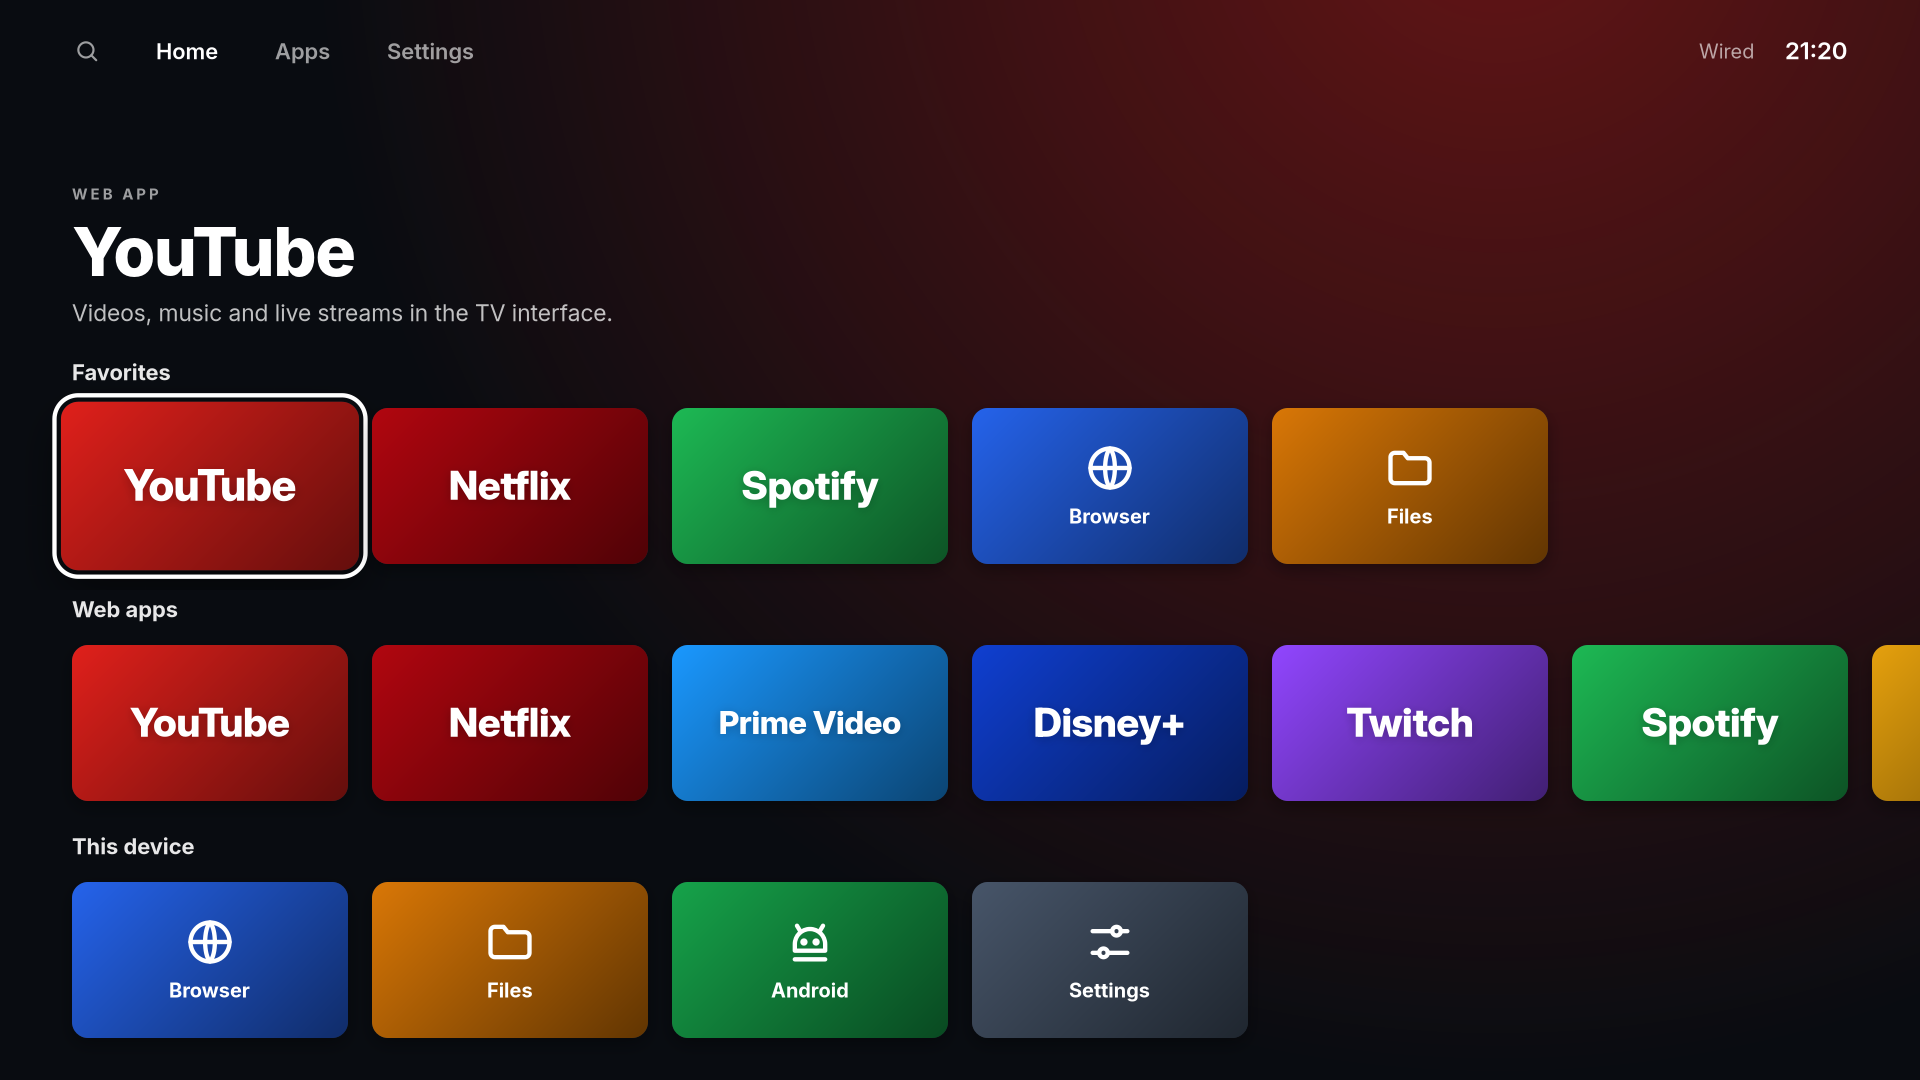 Home Apps Settings Wired 21:20
WEB APP
YouTube
Videos, music and live streams in the TV interface.
Favorites
YouTube Netflix Spotify Browser Files
Web apps
YouTube Netflix Prime Video Disney+ Twitch Spotify
This device
Browser Files Android Settings